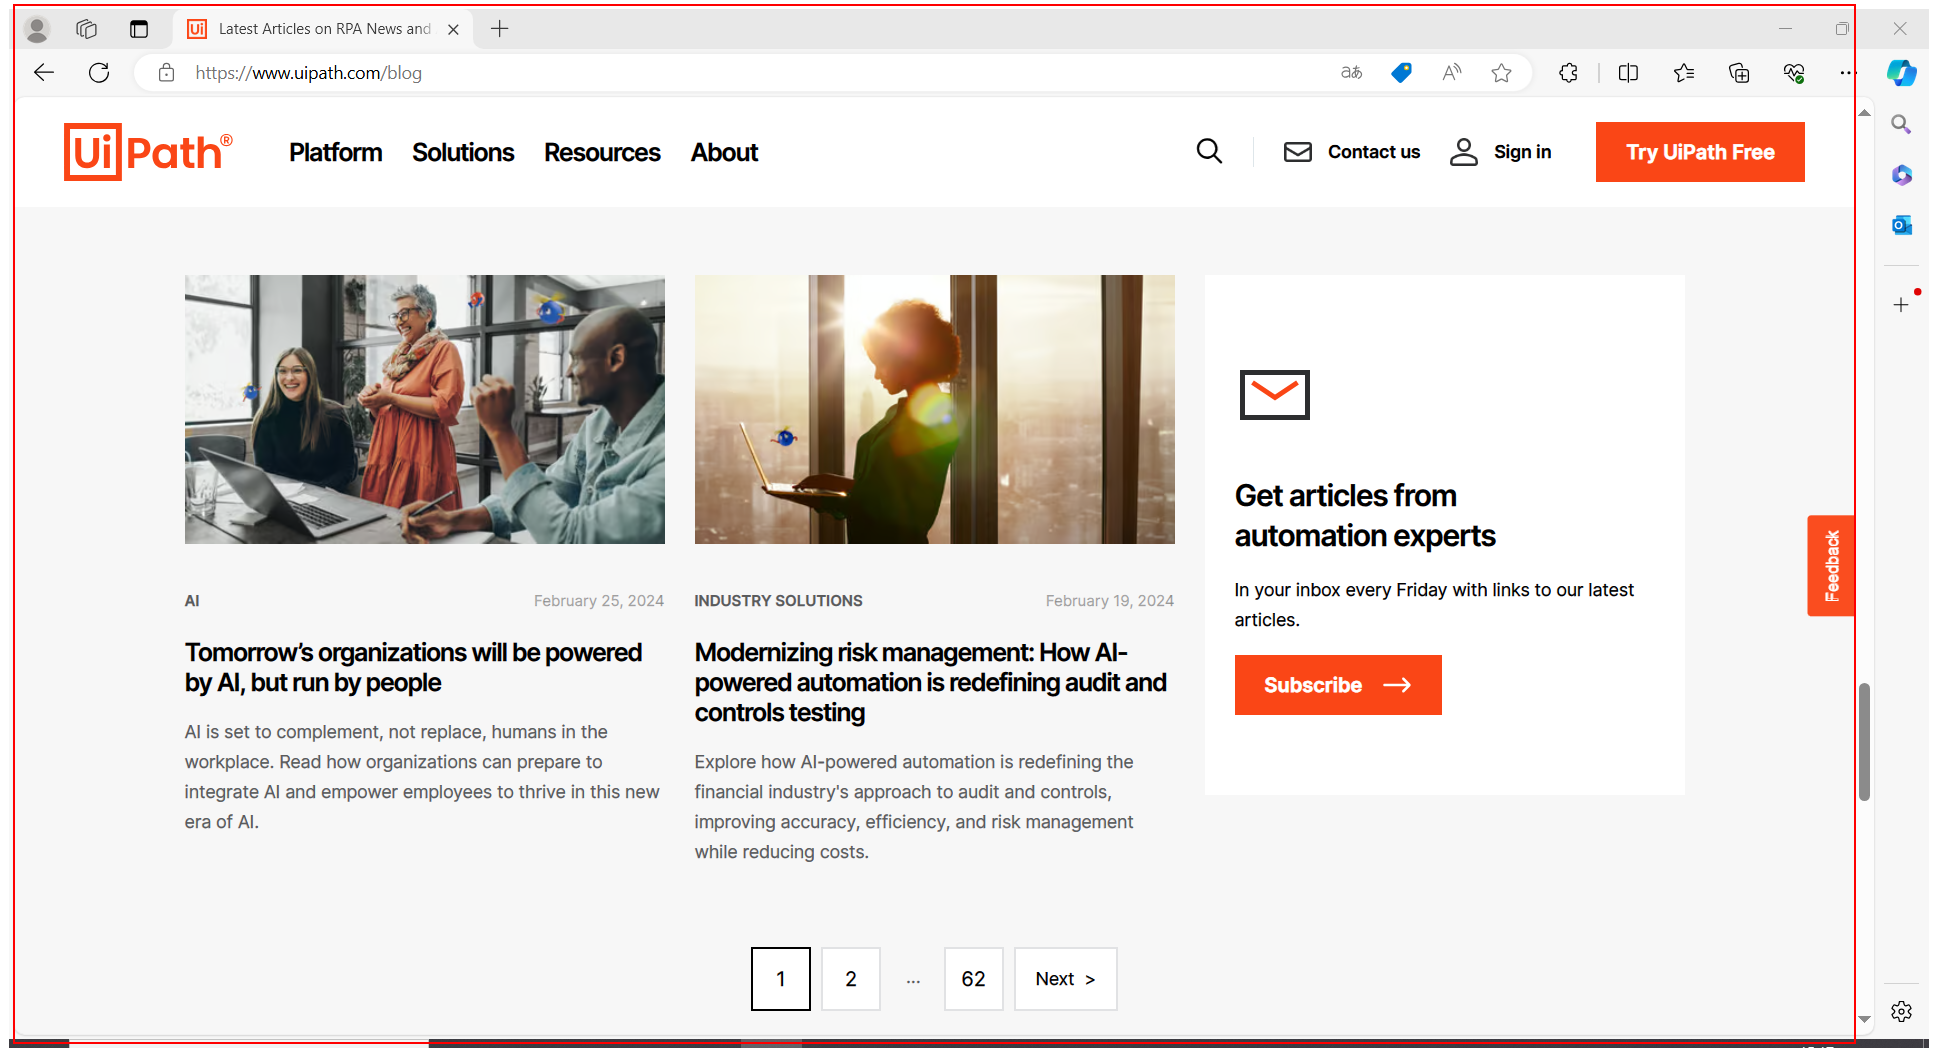 Latest Articles on RPA News and
https://www.uipath.com/blog
UiPath®
Platform Solutions Resources About
Contact us Sign in Try UiPath Free
AI February 25, 2024
Tomorrow’s organizations will be powered
by AI, but run by people
AI is set to complement, not replace, humans in the
workplace. Read how organizations can prepare to
integrate AI and empower employees to thrive in this new
era of AI.
INDUSTRY SOLUTIONS February 19, 2024
Modernizing risk management: How AI-
powered automation is redefining audit and
controls testing
Explore how AI-powered automation is redefining the
financial industry's approach to audit and controls,
improving accuracy, efficiency, and risk management
while reducing costs.
Get articles from
automation experts
In your inbox every Friday with links to our latest
articles.
Subscribe
Feedback
1 2 ... 62 Next >